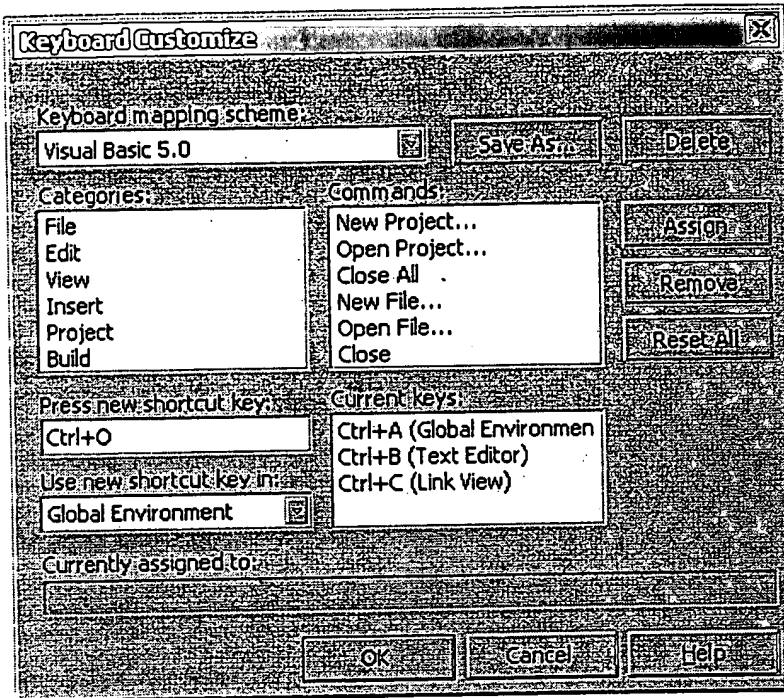 Keyboard Customize
Keyboard mapping scheme:
Visual Basic 5.0
Save As...
Delete
Categories:
Commands:
File
Edit
View
Insert
Project
Build
New Project...
Open Project...
Close All
New File...
Open File...
Close
Assign
Remove
Reset All
Press new shortcut key:
Ctrl+O
Current keys:
Ctrl+A (Global Environmen
Ctrl+B (Text Editor)
Ctrl+C (Link View)
Use new shortcut key in:
Global Environment
Currently assigned to:
OK
Cancel
Help